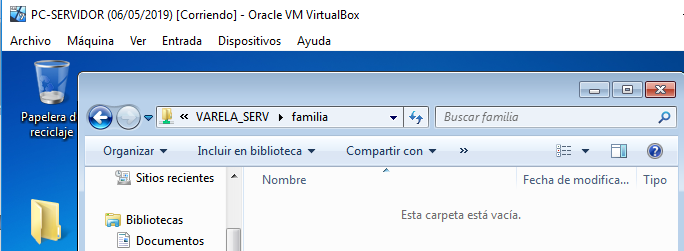 PC-SERVIDOR (06/05/2019) [Corriendo] - Oracle VM VirtualBox
Archivo Máquina Ver Entrada Dispositivos Ayuda
Papelera d
reciclaje
« VARELA_SERV familia
Buscar familia
Organizar Incluir en biblioteca Compartir con »
Sitios recientes
Bibliotecas
Documentos
Nombre Fecha de modifica... Tipo
Esta carpeta está vacía.